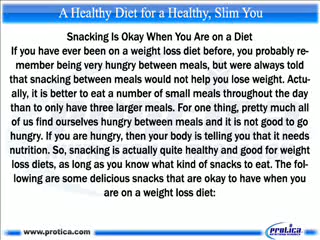 A Healthy Diet for a Healthy, Slim You
Snacking Is Okay When You Are on a Diet
If you have ever been on a weight loss diet before, you probably re-
member being very hungry between meals, but were always told
that snacking between meals would not help you lose weight. Actu-
ally, it is better to eat a number of small meals throughout the day
than to only have three larger meals. For one thing, pretty much all
of us find ourselves hungry between meals and it is not good to go
hungry. If you are hungry, then your body is telling you that it needs
nutrition. So, snacking is actually quite healthy and good for weight
loss diets, as long as you know what kind of snacks to eat. The fol-
lowing are some delicious snacks that are okay to have when you
are on a weight loss diet:
www.protica.com
protica